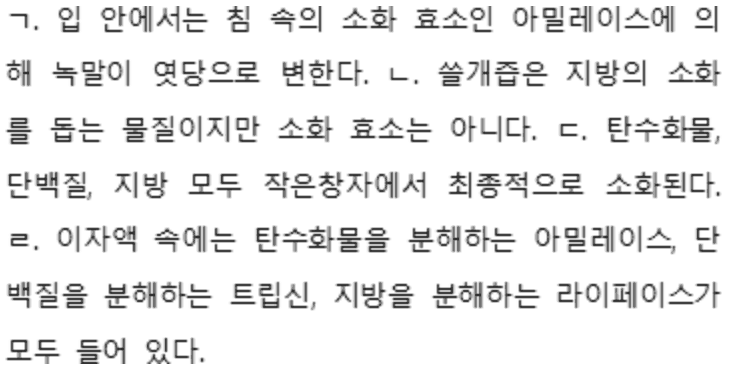 ㄱ. 입 안에서는 침 속의 소화 효소인 아밀레이스에 의
해 녹말이 엿당으로 변한다. ㄴ. 쓸개즙은 지방의 소화
를 돕는 물질이지만 소화 효소는 아니다. ㄷ. 탄수화물,
단백질, 지방 모두 작은창자에서 최종적으로 소화된다.
ㄹ. 이자액 속에는 탄수화물을 분해하는 아밀레이스, 단
백질을 분해하는 트립신, 지방을 분해하는 라이페이스가
모두 들어 있다.